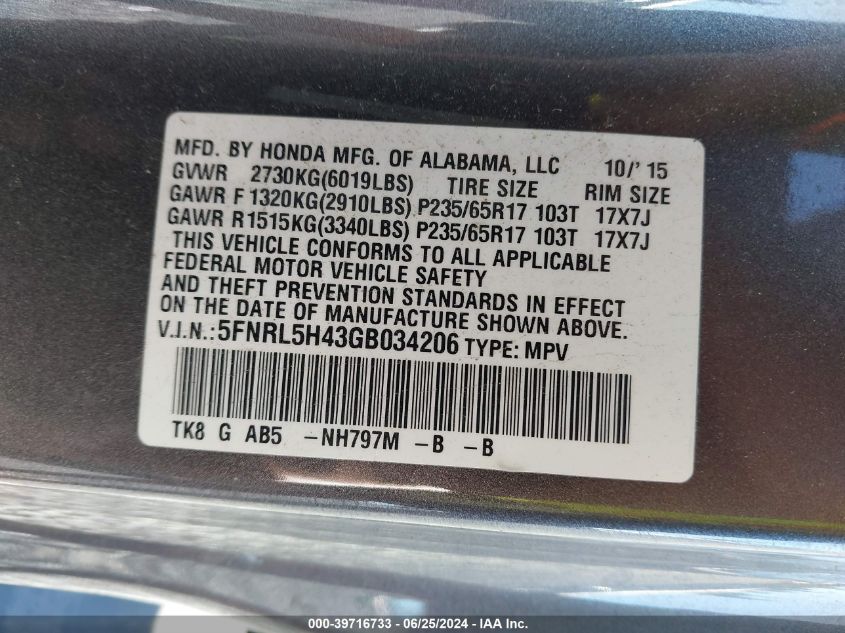 MFD. BY HONDA MFG. OF ALABAMA, LLC 10/'15
GVWR 2730KG(6019LBS) TIRE SIZE RIM SIZE
GAWR F1320KG(2910LBS) P235/65R17 103T 17X7J
GAWR R1515KG(3340LBS) P235/65R17 103T 17X7J
THIS VEHICLE CONFORMS TO ALL APPLICABLE
FEDERAL MOTOR VEHICLE SAFETY
AND THEFT PREVENTION STANDARDS IN EFFECT
ON THE DATE OF MANUFACTURE SHOWN ABOVE.
V.I.N.:5FNRL5H43GB034206 TYPE: MPV
TK8 G AB5 -NH797M -B -B
000-39716733 - 06/25/2024 - IAA Inc.